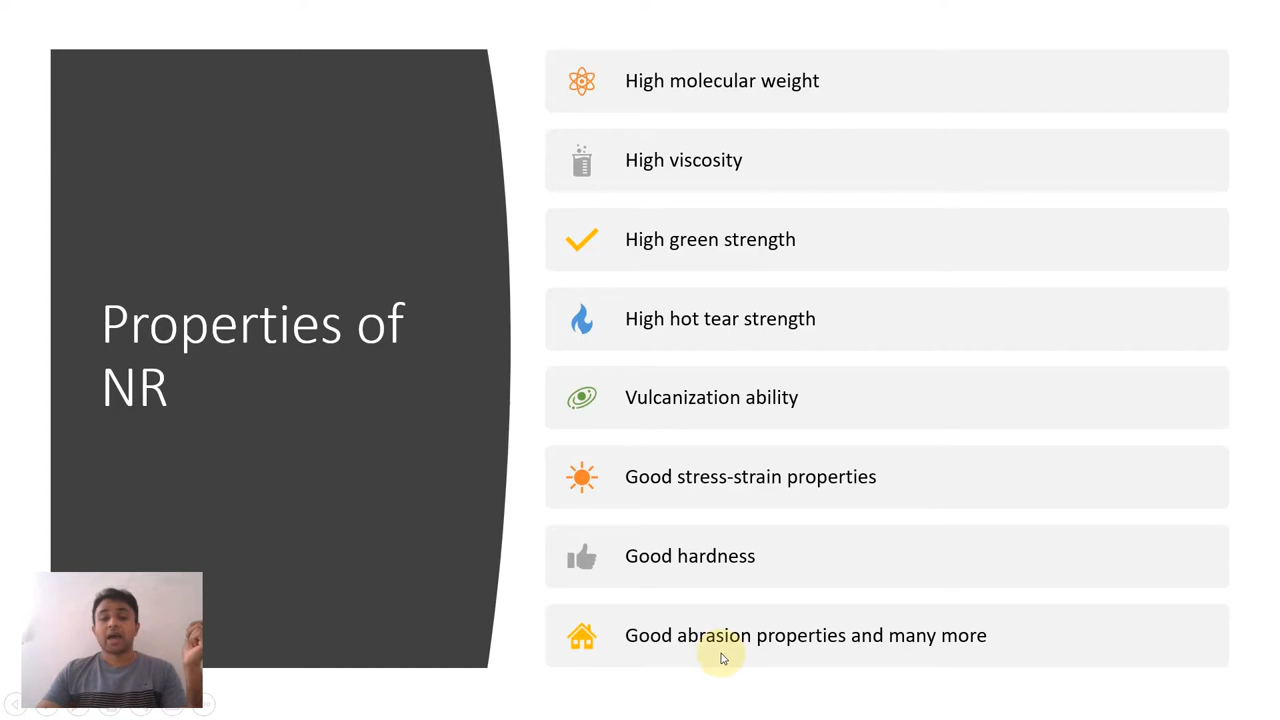 Properties of
NR
High molecular weight
High viscosity
High green strength
High hot tear strength
Vulcanization ability
Good stress-strain properties
Good hardness
Good abrasion properties and many more